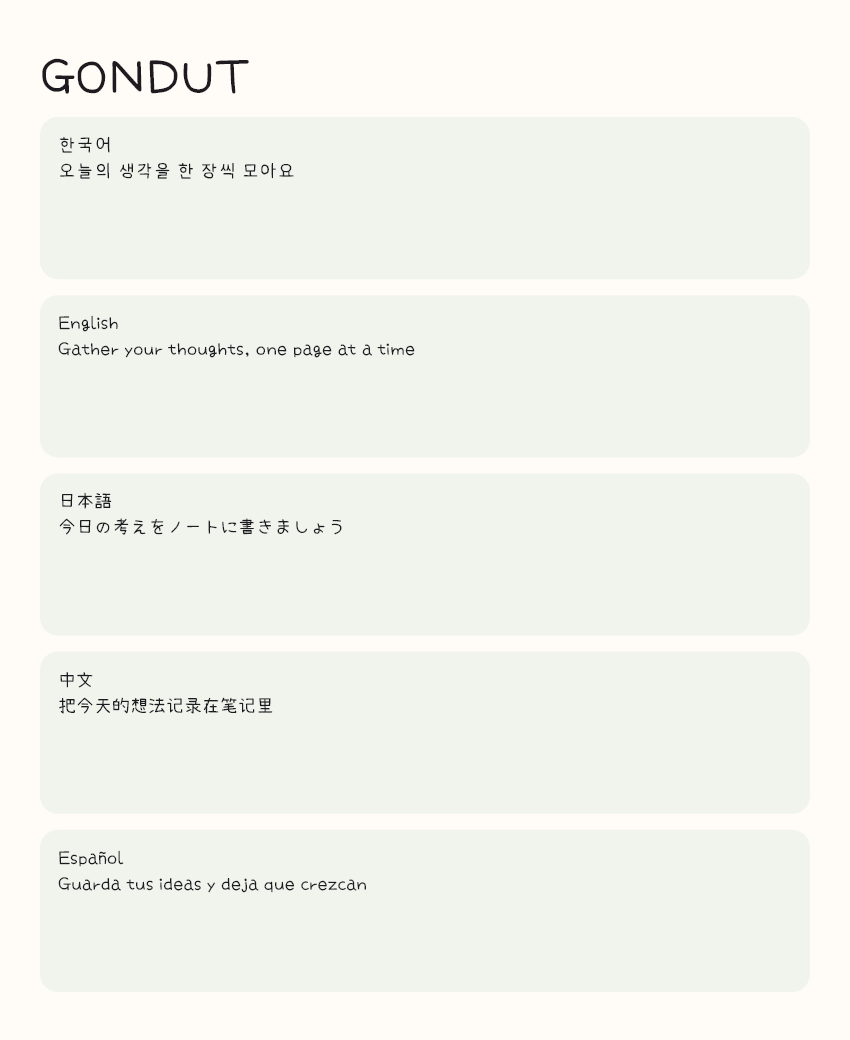 GONDUT
한국어
오늘의 생각을 한 장씩 모아요
English
Gather your thoughts, one page at a time
日本語
今日の考えをノートに書きましょう
中文
把今天的想法记录在笔记里
Español
Guarda tus ideas y deja que crezcan